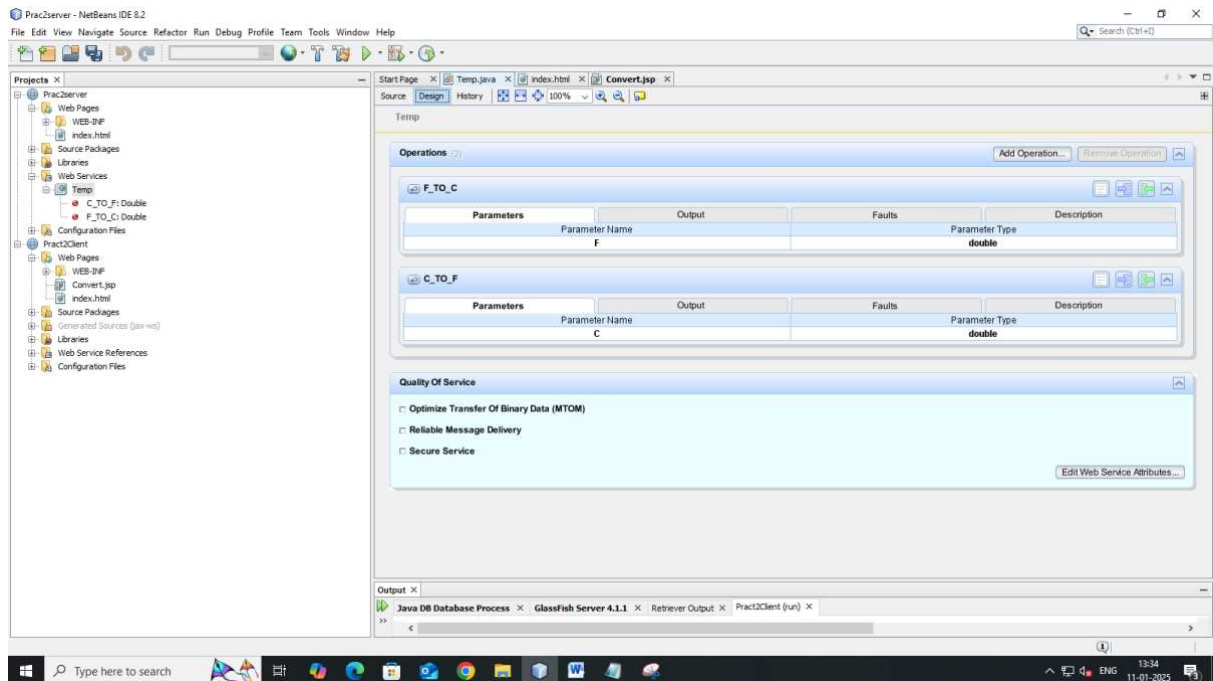 Prac2server - NetBeans IDE 8.2
File Edit View Navigate Source Refactor Run Debug Profile Team Tools Window Help
Search (Ctrl+I)
Projects
Prac2server
Web Pages
WEB-INF
index.html
Source Packages
Libraries
Web Services
Temp
C_TO_F: Double
F_TO_C: Double
Configuration Files
Pract2Client
Web Pages
WEB-INF
Convert.jsp
index.html
Source Packages
Generated Sources (jax-ws)
Libraries
Web Service References
Configuration Files
Start Page Temp.java index.html Convert.jsp
Source Design History 100%
Temp
Operations (2) Add Operation... Remove Operation
F_TO_C
Parameters Output Faults Description
Parameter Name Parameter Type
F double
C_TO_F
Parameters Output Faults Description
Parameter Name Parameter Type
C double
Quality Of Service
Optimize Transfer Of Binary Data (MTOM)
Reliable Message Delivery
Secure Service
Edit Web Service Attributes...
Output
Java DB Database Process GlassFish Server 4.1.1 Retriever Output Pract2Client (run)
Type here to search
ENG
13:34
11-01-2025